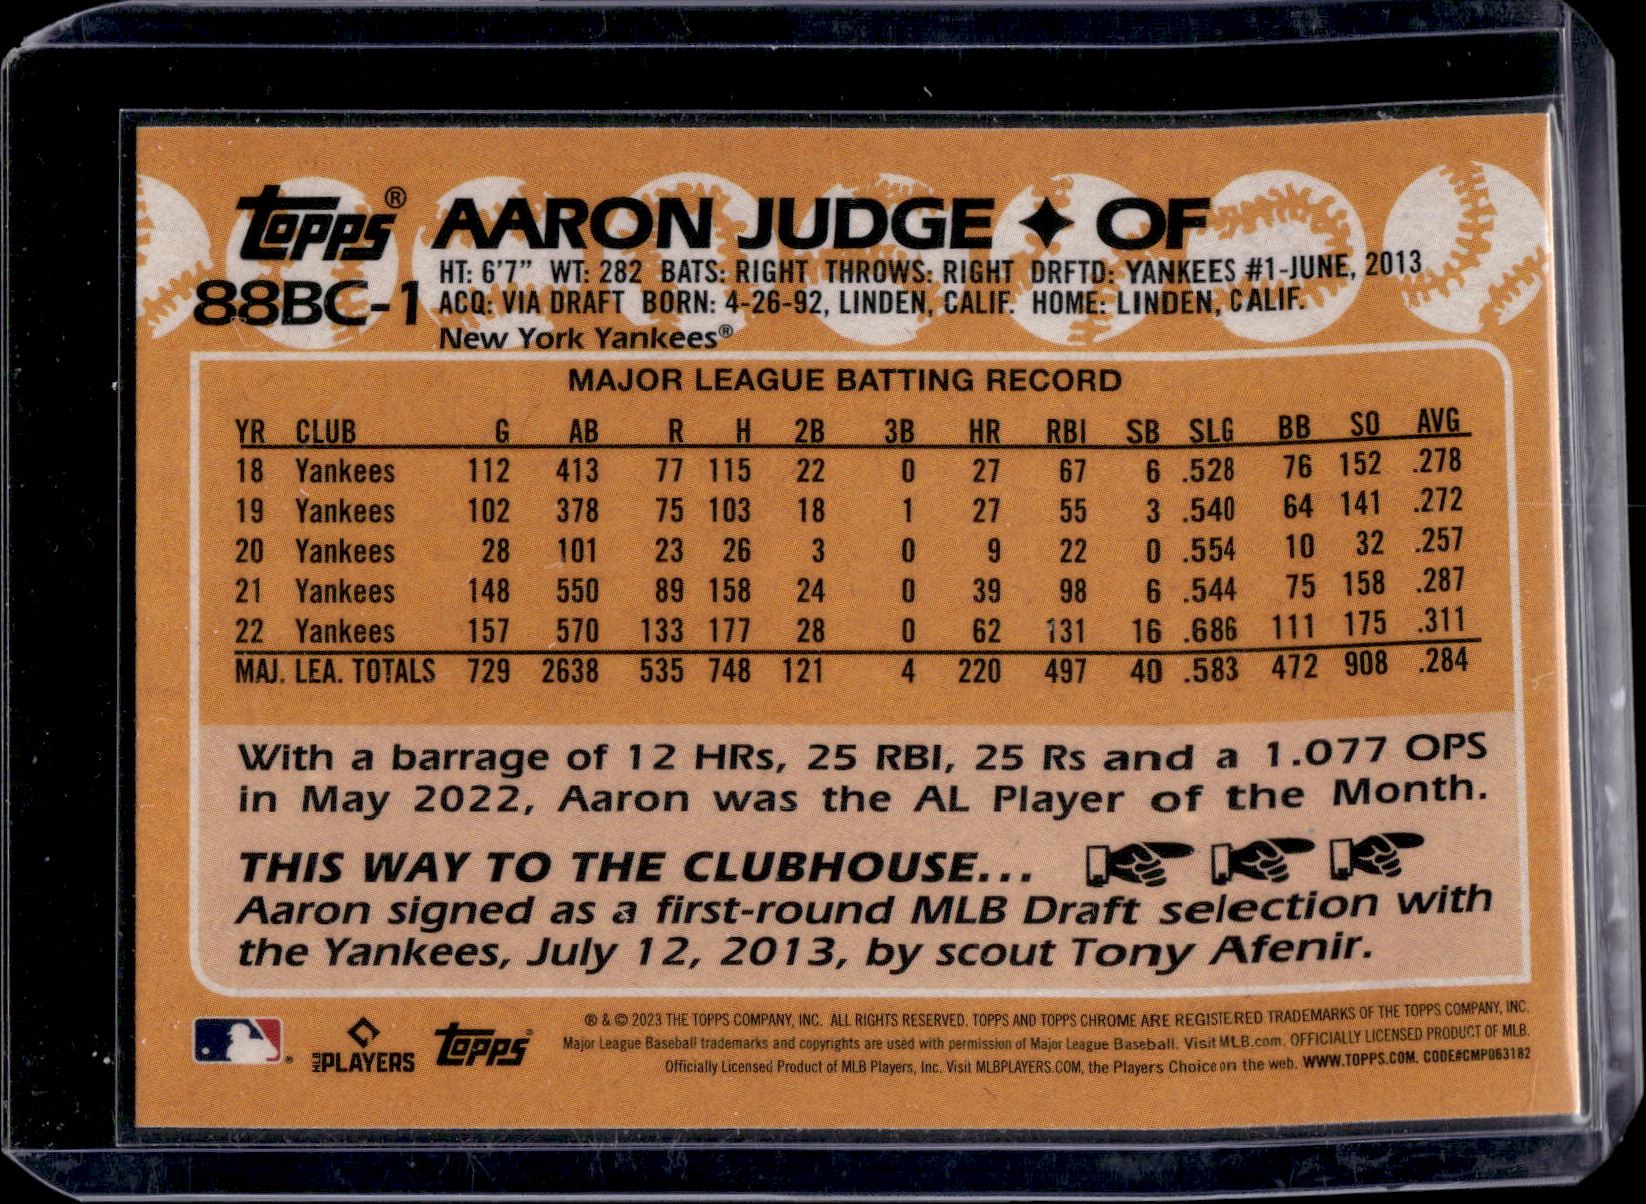 topps® AARON JUDGE ✦ OF
88BC-1
HT: 6'7" WT: 282 BATS: RIGHT THROWS: RIGHT DRFTD: YANKEES #1-JUNE, 2013
ACQ: VIA DRAFT BORN: 4-26-92, LINDEN, CALIF. HOME: LINDEN, CALIF.
New York Yankees®
MAJOR LEAGUE BATTING RECORD
YR CLUB G AB R H 2B 3B HR RBI SB SLG BB SO AVG
18 Yankees 112 413 77 115 22 0 27 67 6 .528 76 152 .278
19 Yankees 102 378 75 103 18 1 27 55 3 .540 64 141 .272
20 Yankees 28 101 23 26 3 0 9 22 0 .554 10 32 .257
21 Yankees 148 550 89 158 24 0 39 98 6 .544 75 158 .287
22 Yankees 157 570 133 177 28 0 62 131 16 .686 111 175 .311
MAJ. LEA. TOTALS 729 2638 535 748 121 4 220 497 40 .583 472 908 .284
With a barrage of 12 HRs, 25 RBI, 25 Rs and a 1.077 OPS
in May 2022, Aaron was the AL Player of the Month.
THIS WAY TO THE CLUBHOUSE...
Aaron signed as a first-round MLB Draft selection with
the Yankees, July 12, 2013, by scout Tony Afenir.
MLB PLAYERS topps®
® & © 2023 THE TOPPS COMPANY, INC. ALL RIGHTS RESERVED. TOPPS AND TOPPS CHROME ARE REGISTERED TRADEMARKS OF THE TOPPS COMPANY, INC.
Major League Baseball trademarks and copyrights are used with permission of Major League Baseball. Visit MLB.com. OFFICIALLY LICENSED PRODUCT OF MLB.
Officially Licensed Product of MLB Players, Inc. Visit MLBPLAYERS.COM, the Players Choice on the web. WWW.TOPPS.COM. CODE#CMP063182